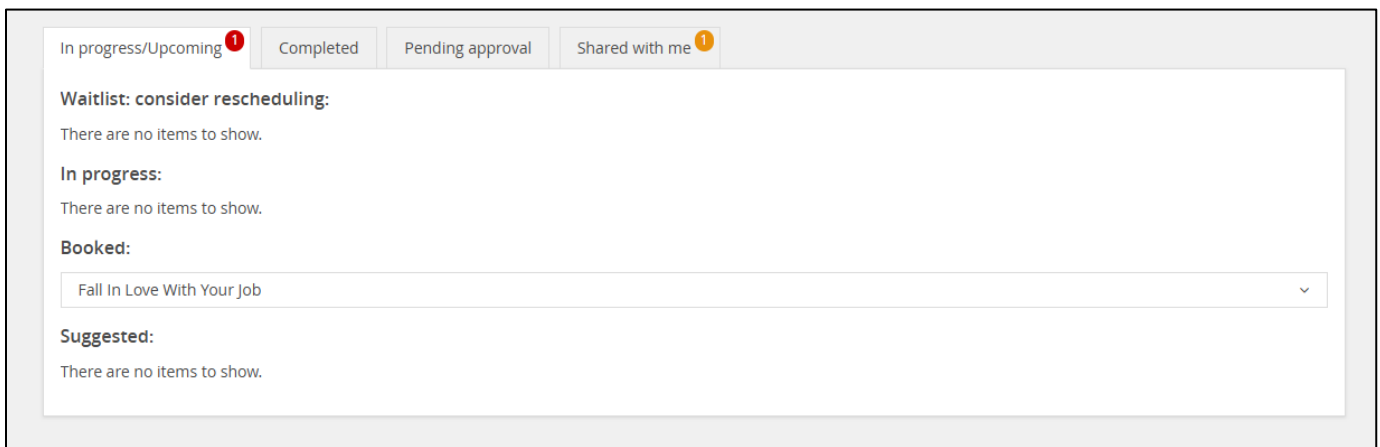 In progress/Upcoming 1 Completed Pending approval Shared with me 1
Waitlist: consider rescheduling:
There are no items to show.
In progress:
There are no items to show.
Booked:
Fall In Love With Your Job
Suggested:
There are no items to show.